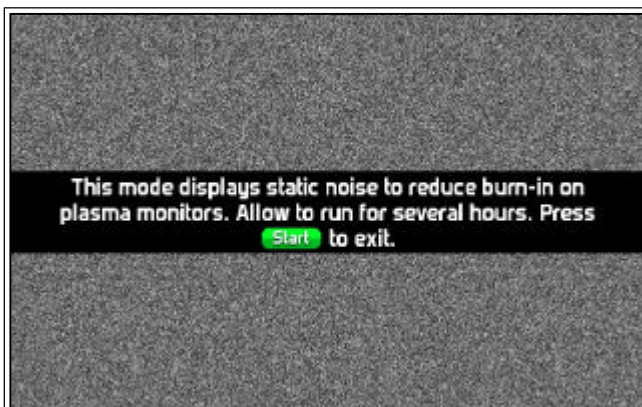 This mode displays static noise to reduce burn-in on
plasma monitors. Allow to run for several hours. Press
Start to exit.